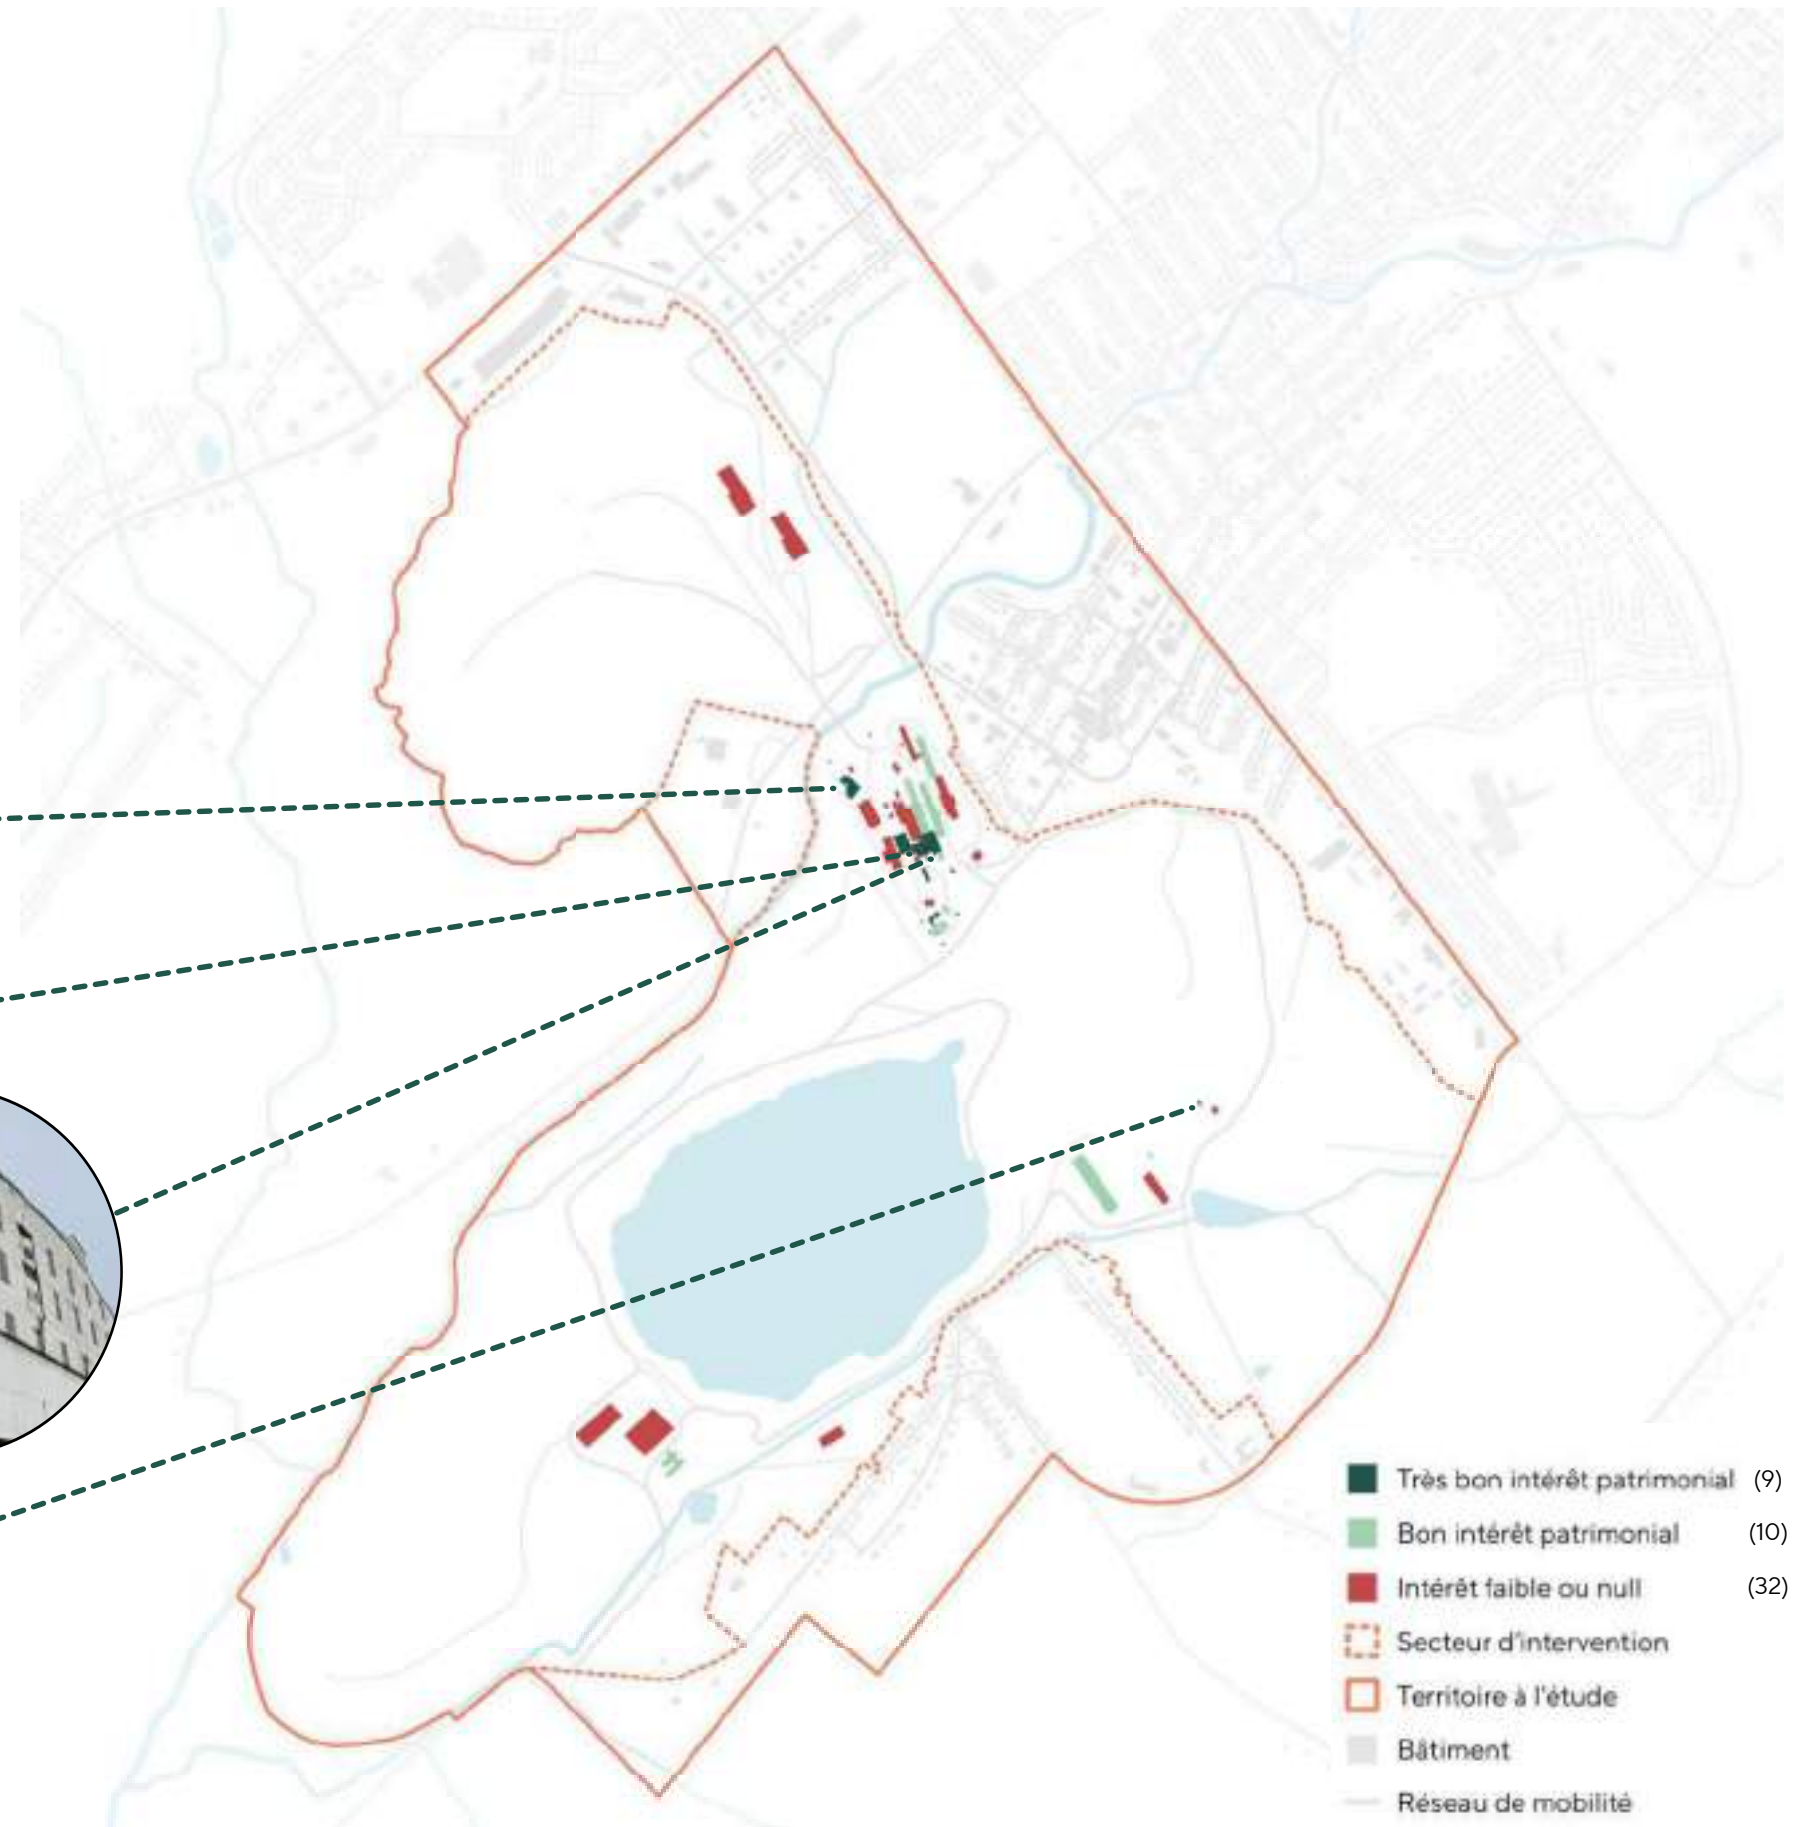 Très bon intérêt patrimonial (9)
Bon intérêt patrimonial (10)
Intérêt faible ou null (32)
Secteur d'intervention
Territoire à l'étude
Bâtiment
Réseau de mobilité